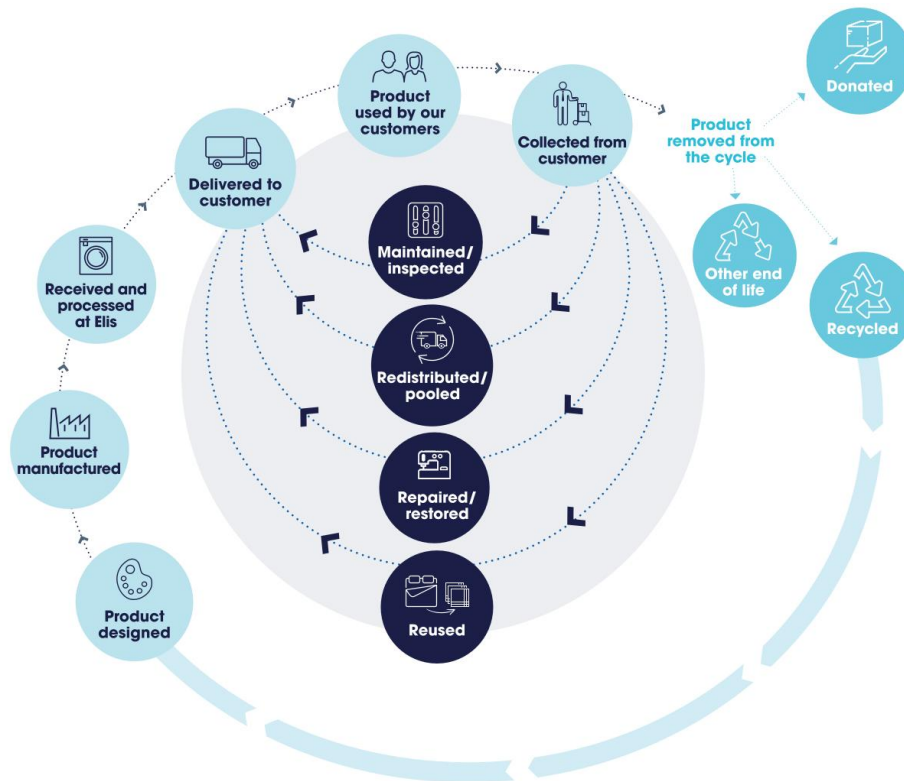 Product
used by our
customers
Collected from
customer
Donated
Product
removed from
the cycle
Delivered to
customer
Maintained/
inspected
Other end
of life
Recycled
Received and
processed
at Elis
Redistributed/
pooled
Product
manufactured
Repaired/
restored
Product
designed
Reused